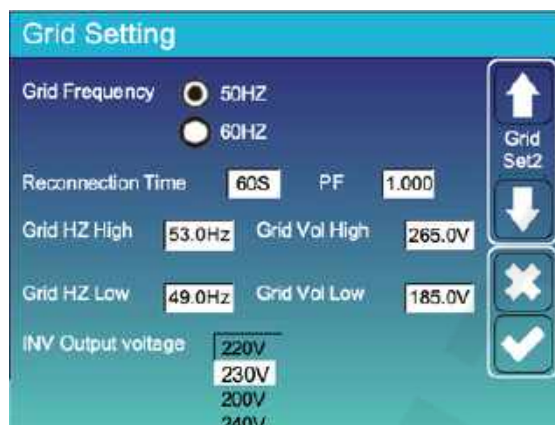 Grid Setting
Grid Frequency 50HZ
60HZ
Grid
Set2
Reconnection Time 60S PF 1.000
Grid HZ High 53.0Hz Grid Vol High 265.0V
Grid HZ Low 49.0Hz Grid Vol Low 185.0V
INV Output voltage 220V
230V
200V
240V